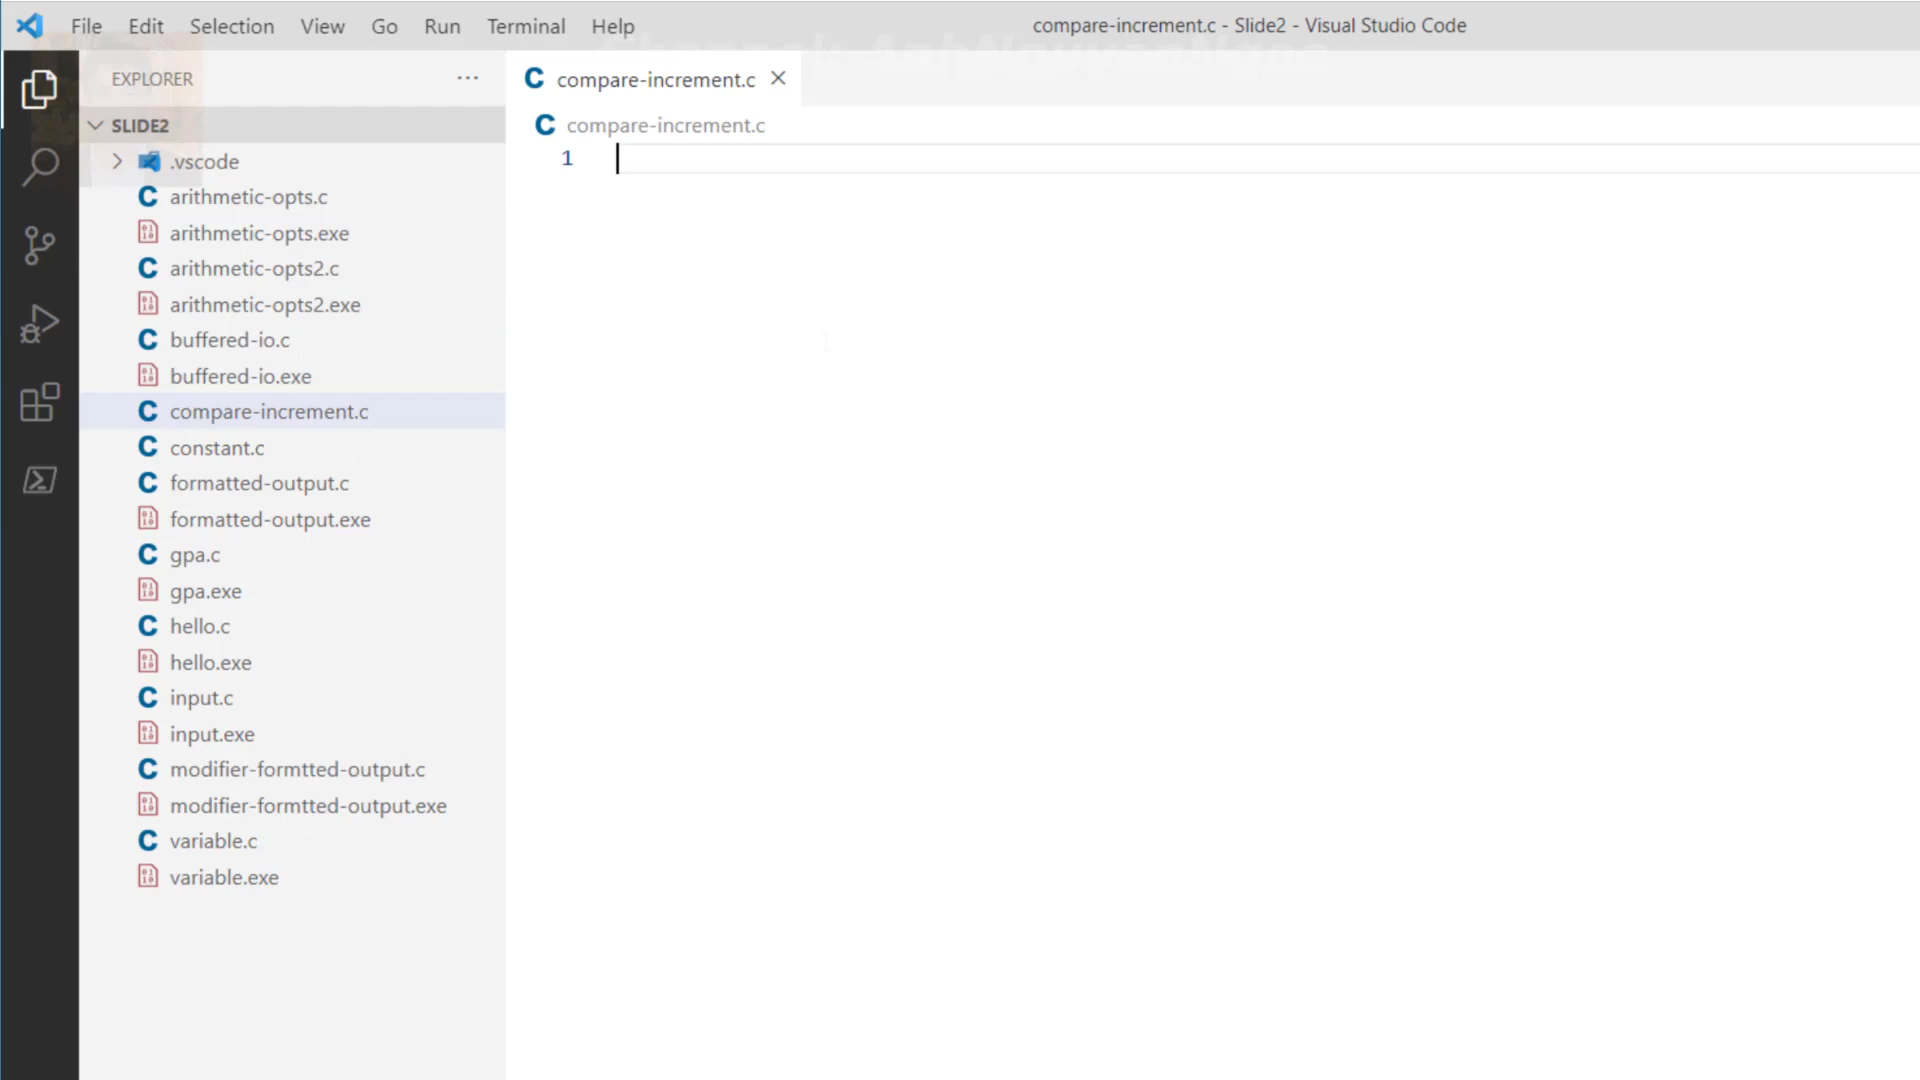 File Edit Selection View Go Run Terminal Help compare-increment.c - Slide2 - Visual Studio Code
EXPLORER ···
compare-increment.c
SLIDE2
compare-increment.c
1
.vscode
arithmetic-opts.c
arithmetic-opts.exe
arithmetic-opts2.c
arithmetic-opts2.exe
buffered-io.c
buffered-io.exe
compare-increment.c
constant.c
formatted-output.c
formatted-output.exe
gpa.c
gpa.exe
hello.c
hello.exe
input.c
input.exe
modifier-formtted-output.c
modifier-formtted-output.exe
variable.c
variable.exe